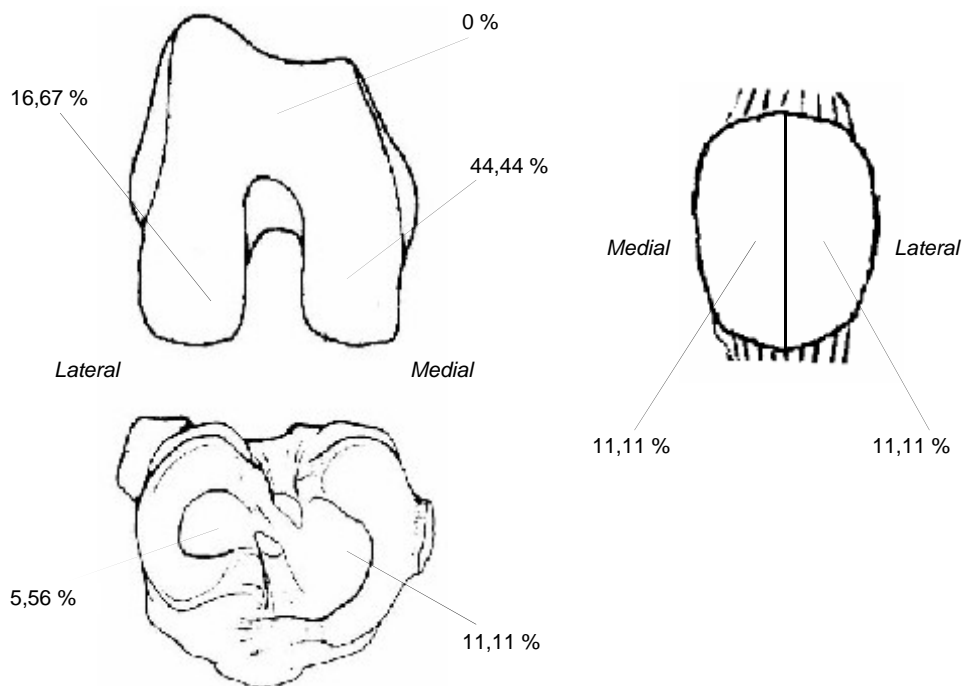 0 %
16,67 %
44,44 %
Lateral
Medial
5,56 %
11,11 %
Medial
Lateral
11,11 %
11,11 %